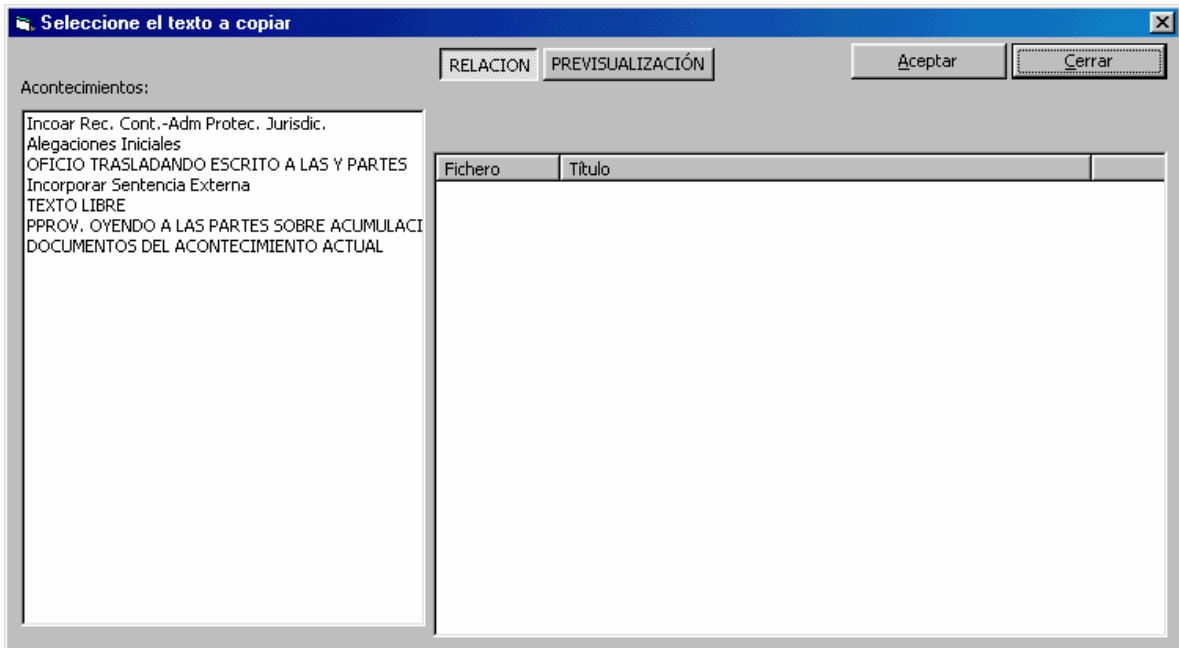 Seleccione el texto a copiar
RELACION PREVISUALIZACIÓN Aceptar Cerrar
Acontecimientos:
Incoar Rec. Cont.-Adm Protec. Jurisdic.
Alegaciones Iniciales
OFICIO TRASLADANDO ESCRITO A LAS Y PARTES
Incorporar Sentencia Externa
TEXTO LIBRE
PPROV. OYENDO A LAS PARTES SOBRE ACUMULACI
DOCUMENTOS DEL ACONTECIMIENTO ACTUAL
Fichero Título